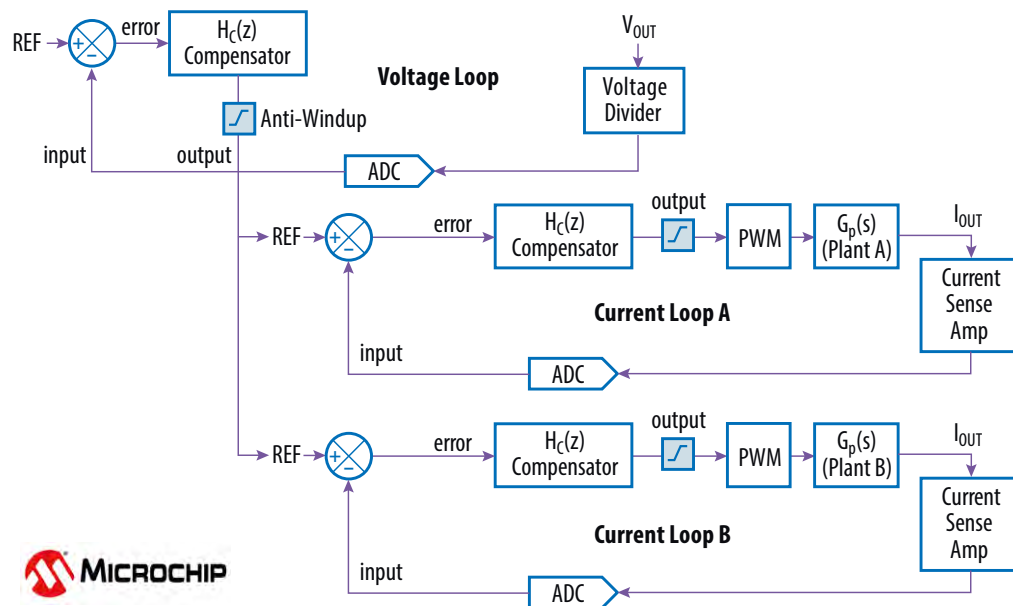 REF
error
H_C(z)
Compensator
Voltage Loop
V_OUT
Voltage
Divider
Anti-Windup
input
output
ADC
REF
error
H_C(z)
Compensator
output
PWM
G_p(s)
(Plant A)
I_OUT
Current
Sense
Amp
Current Loop A
input
ADC
REF
error
H_C(z)
Compensator
output
PWM
G_p(s)
(Plant B)
I_OUT
Current
Sense
Amp
Current Loop B
input
ADC
MICROCHIP